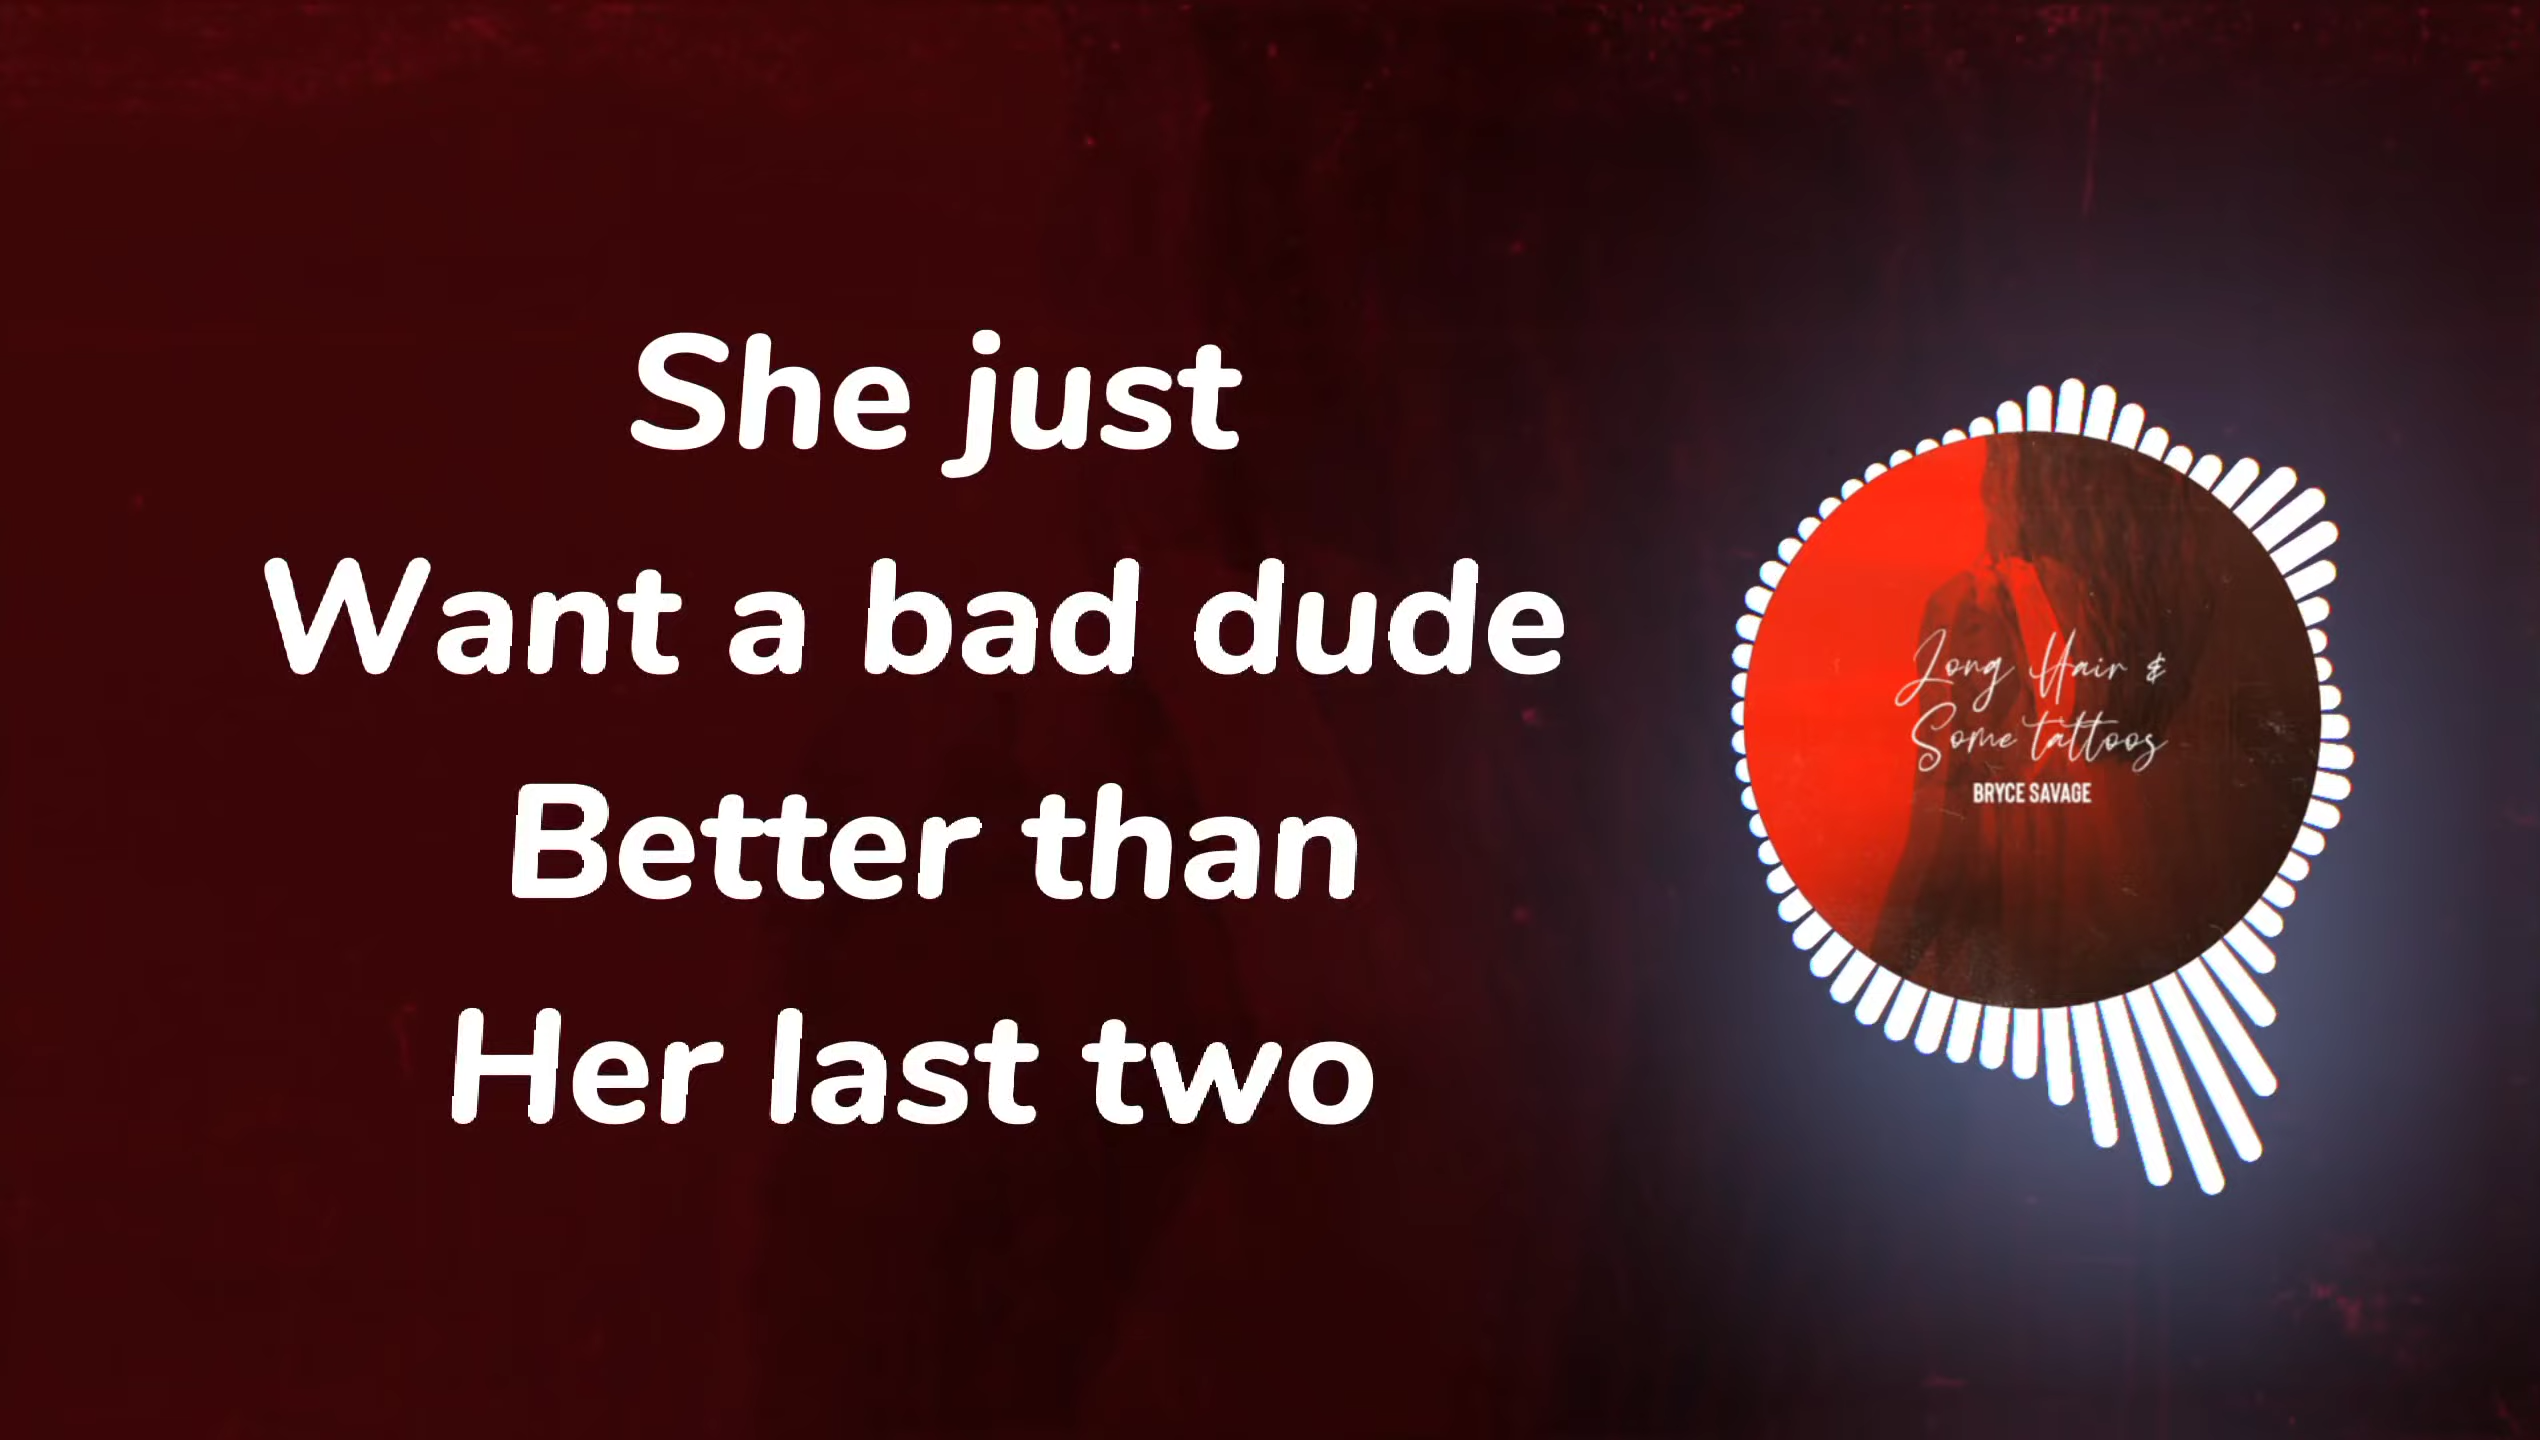 She just
Want a bad dude
Better than
Her last two
Long Hair &
Some tattoos
BRYCE SAVAGE